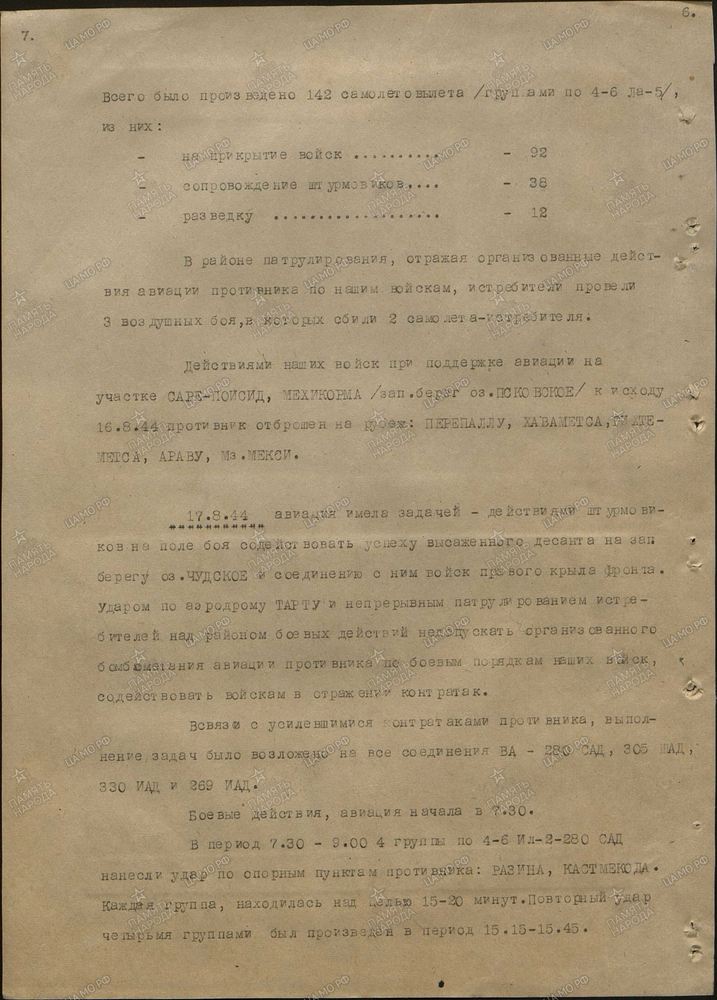 7.
6.
Всего было произведено 142 самолетовылета /группами по 4-6 Ла-5/,
из них:
- на прикрытие войск .......... - 92
- сопровождение штурмовиков.... - 38
- разведку ................... - 12
В районе патрулирования, отражая организованные дейст-
вия авиации противника по нашим войскам, истребители провели
3 воздушных боя,в которых сбили 2 самолета-истребителя.
Действиями наших войск при поддержке авиации на
участке САРЕ-ПОИСИД, МЕХИКОРМА /зап.берег оз.ПСКОВСКОЕ/ к исходу
16.8.44 противник отброшен на рубеж: ПЕРЕПАЛЛУ, ХАВАМЕТСА,
МЕТСА, АРАВУ, Мз.МЕКСИ.
17.8.44 авиация имела задачей - действиями штурмови-
ков на поле боя содействовать успеху высаженного десанта на зап
берегу оз.ЧУДСКОЕ и соединению с ним войск правого крыла фронта.
Ударом по аэродрому ТАРТУ и непрерывным патрулированием истре-
бителей над районом боевых действий недопускать организованного
бомбометания авиации противника по боевым порядкам наших войск,
содействовать войскам в отражении контратак.
Всвязи с усилевшимися контратаками противника, выпол-
нение задач было возложено на все соединения ВА - 280 САД, 305 ШАД,
330 ИАД и 269 ИАД.
Боевые действия, авиация начала в 7.30.
В период 7.30 - 9.00 4 группы по 4-6 Ил-2-280 САД
нанесли удар по опорным пунктам противника: РАЗИНА, КАСТМЕКОДА.
Каждая группа, находилась над целью 15-20 минут.Повторный удар
четырьмя группами был произведен в период 15.15-15.45.